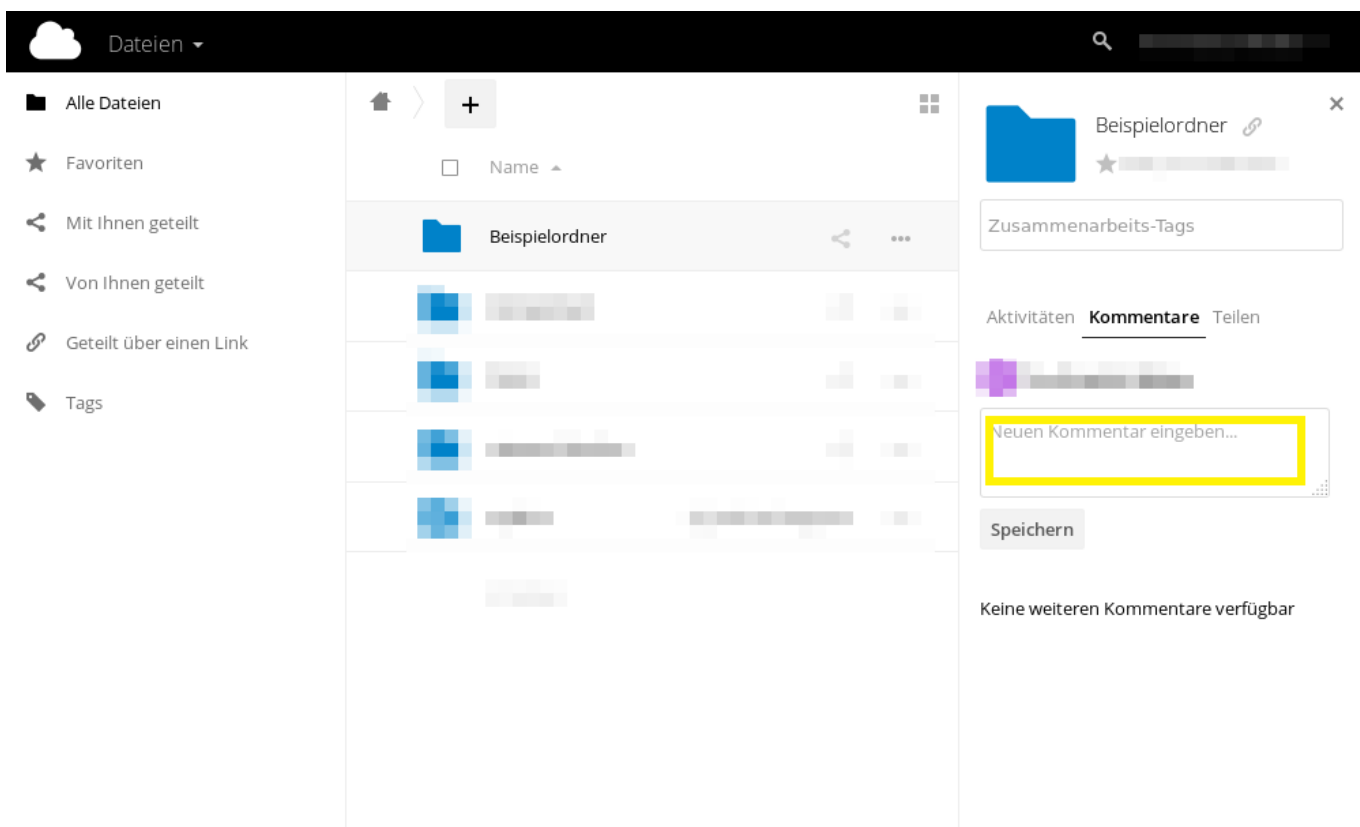 Dateien
Alle Dateien
Favoriten
Mit Ihnen geteilt
Von Ihnen geteilt
Geteilt über einen Link
Tags
Name
Beispielordner
Beispielordner
Zusammenarbeits-Tags
Aktivitäten Kommentare Teilen
Neuen Kommentar eingeben...
Speichern
Keine weiteren Kommentare verfügbar